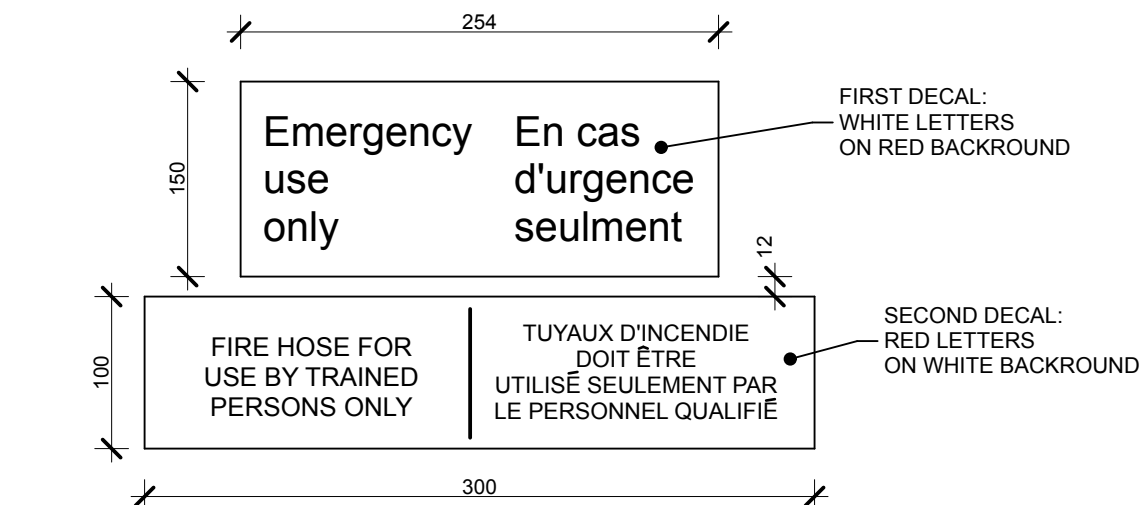 254
150
Emergency
use
only
En cas
d'urgence
seulment
FIRST DECAL:
WHITE LETTERS
ON RED BACKROUND
12
100
FIRE HOSE FOR
USE BY TRAINED
PERSONS ONLY
TUYAUX D'INCENDIE
DOIT ÊTRE
UTILISÉ SEULEMENT PAR
LE PERSONNEL QUALIFIÉ
SECOND DECAL:
RED LETTERS
ON WHITE BACKROUND
300